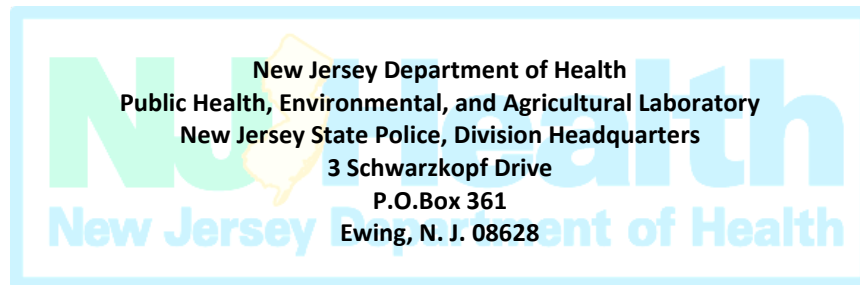 New Jersey Department of Health
Public Health, Environmental, and Agricultural Laboratory
New Jersey State Police, Division Headquarters
3 Schwarzkopf Drive
P.O.Box 361
Ewing, N. J. 08628
NJ Health
New Jersey Department of Health